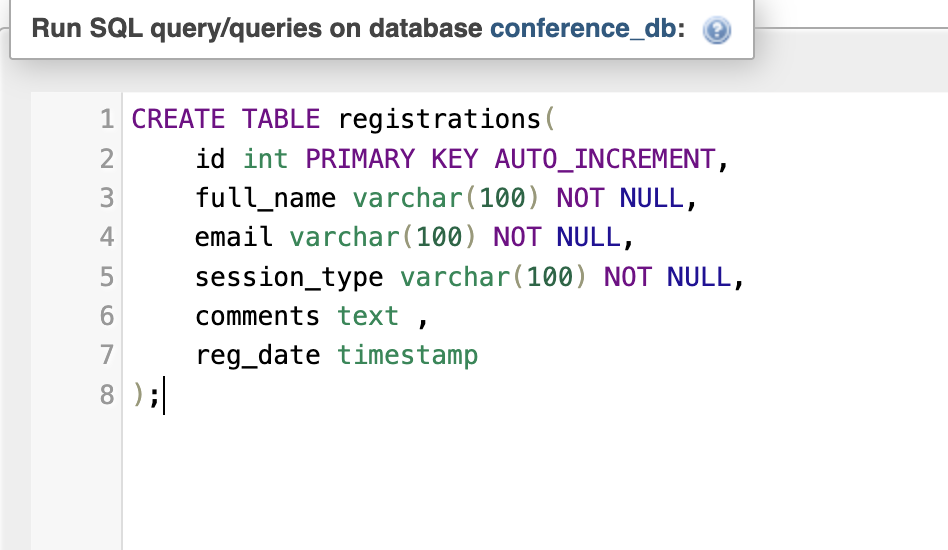 Run SQL query/queries on database conference_db:
1 CREATE TABLE registrations(
2 id int PRIMARY KEY AUTO_INCREMENT,
3 full_name varchar(100) NOT NULL,
4 email varchar(100) NOT NULL,
5 session_type varchar(100) NOT NULL,
6 comments text ,
7 reg_date timestamp
8 );